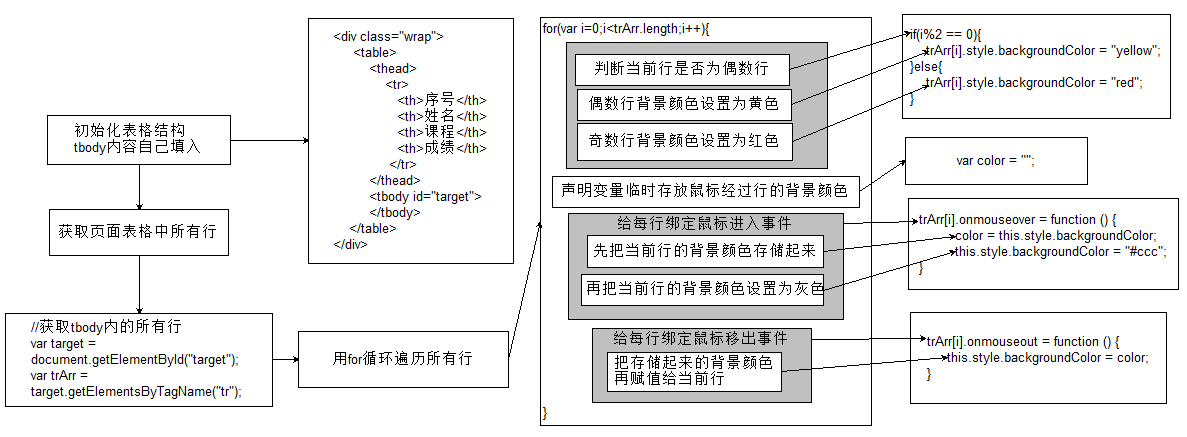 初始化表格结构
tbody内容自己填入
获取页面表格中所有行
//获取tbody内的所有行
var target =
document.getElementById("target");
var trArr =
target.getElementsByTagName("tr");
<div class="wrap">
<table>
<thead>
<tr>
<th>序号</th>
<th>姓名</th>
<th>课程</th>
<th>成绩</th>
</tr>
</thead>
<tbody id="target">
</tbody>
</table>
</div>
用for循环遍历所有行
for(var i=0;i<trArr.length;i++){
判断当前行是否为偶数行
偶数行背景颜色设置为黄色
奇数行背景颜色设置为红色
声明变量临时存放鼠标经过行的背景颜色
给每行绑定鼠标进入事件
先把当前行的背景颜色存储起来
再把当前行的背景颜色设置为灰色
给每行绑定鼠标移出事件
把存储起来的背景颜色
再赋值给当前行
}
if(i%2 == 0){
trArr[i].style.backgroundColor = "yellow";
}else{
trArr[i].style.backgroundColor = "red";
}
var color = "";
trArr[i].onmouseover = function () {
color = this.style.backgroundColor;
this.style.backgroundColor = "#ccc";
}
trArr[i].onmouseout = function () {
this.style.backgroundColor = color;
}